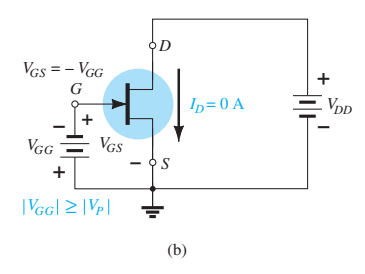 D
V_GS = – V_GG
G
I_D = 0 A
+
V_DD
–
–
+
V_GG
V_GS
+
–
S
|V_GG| ≥ |V_P|
(b)